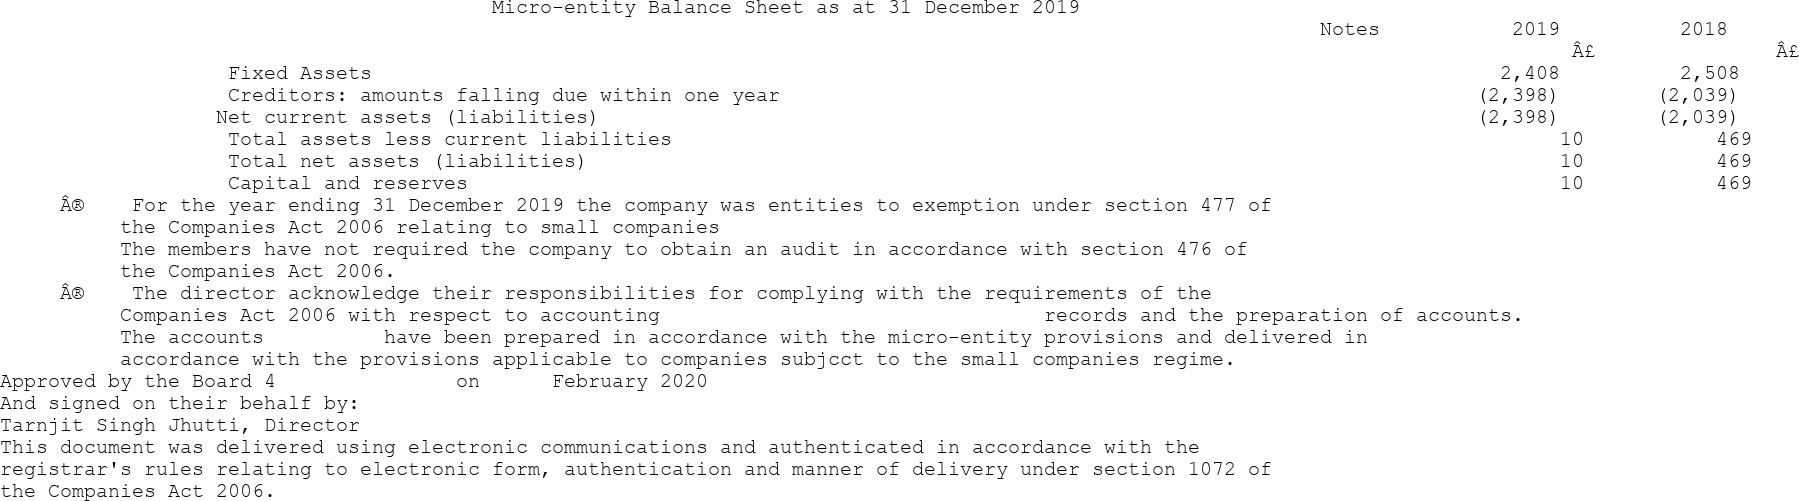 Micro-entity Balance Sheet as at 31 December 2019
Notes 2019 2018
Â£ Â£
Fixed Assets 2,408 2,508
Creditors: amounts falling due within one year (2,398) (2,039)
Net current assets (liabilities) (2,398) (2,039)
Total assets less current liabilities 10 469
Total net assets (liabilities) 10 469
Capital and reserves 10 469
Â® For the year ending 31 December 2019 the company was entities to exemption under section 477 of
the Companies Act 2006 relating to small companies
The members have not required the company to obtain an audit in accordance with section 476 of
the Companies Act 2006.
Â® The director acknowledge their responsibilities for complying with the requirements of the
Companies Act 2006 with respect to accounting records and the preparation of accounts.
The accounts have been prepared in accordance with the micro-entity provisions and delivered in
accordance with the provisions applicable to companies subjcct to the small companies regime.
Approved by the Board 4 on February 2020
And signed on their behalf by:
Tarnjit Singh Jhutti, Director
This document was delivered using electronic communications and authenticated in accordance with the
registrar's rules relating to electronic form, authentication and manner of delivery under section 1072 of
the Companies Act 2006.